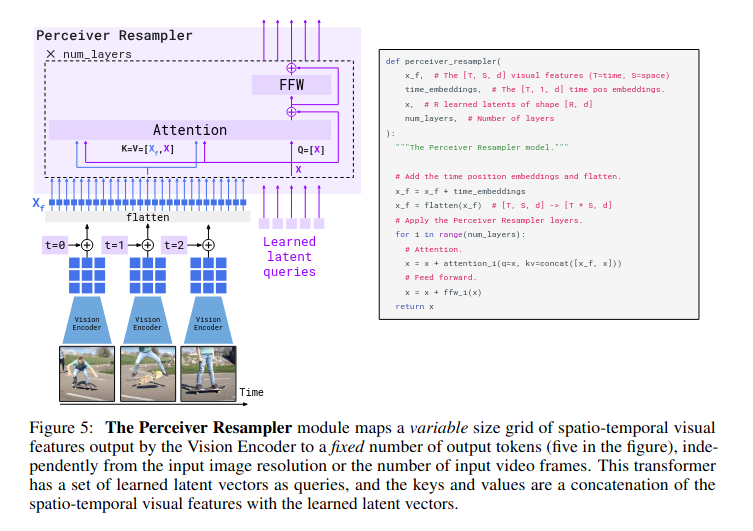 Perceiver Resampler
× num_layers
FFW
Attention
K=V=[Xf,X]
Q=[X]
X
Xf
flatten
t=0
t=1
t=2
Learned
latent
queries
Vision
Encoder
Vision
Encoder
Vision
Encoder
Time
def perceiver_resampler(
x_f,  # The [T, S, d] visual features (T=time, S=space)
time_embeddings,  # The [T, 1, d] time pos embeddings.
x,  # R learned latents of shape [R, d]
num_layers,  # Number of layers
):
"""The Perceiver Resampler model."""
# Add the time position embeddings and flatten.
x_f = x_f + time_embeddings
x_f = flatten(x_f)  # [T, S, d] -> [T * S, d]
# Apply the Perceiver Resampler layers.
for i in range(num_layers):
# Attention.
x = x + attention_i(q=x, kv=concat([x_f, x]))
# Feed forward.
x = x + ffw_i(x)
return x
Figure 5: The Perceiver Resampler module maps a variable size grid of spatio-temporal visual
features output by the Vision Encoder to a fixed number of output tokens (five in the figure), inde-
pendently from the input image resolution or the number of input video frames. This transformer
has a set of learned latent vectors as queries, and the keys and values are a concatenation of the
spatio-temporal visual features with the learned latent vectors.